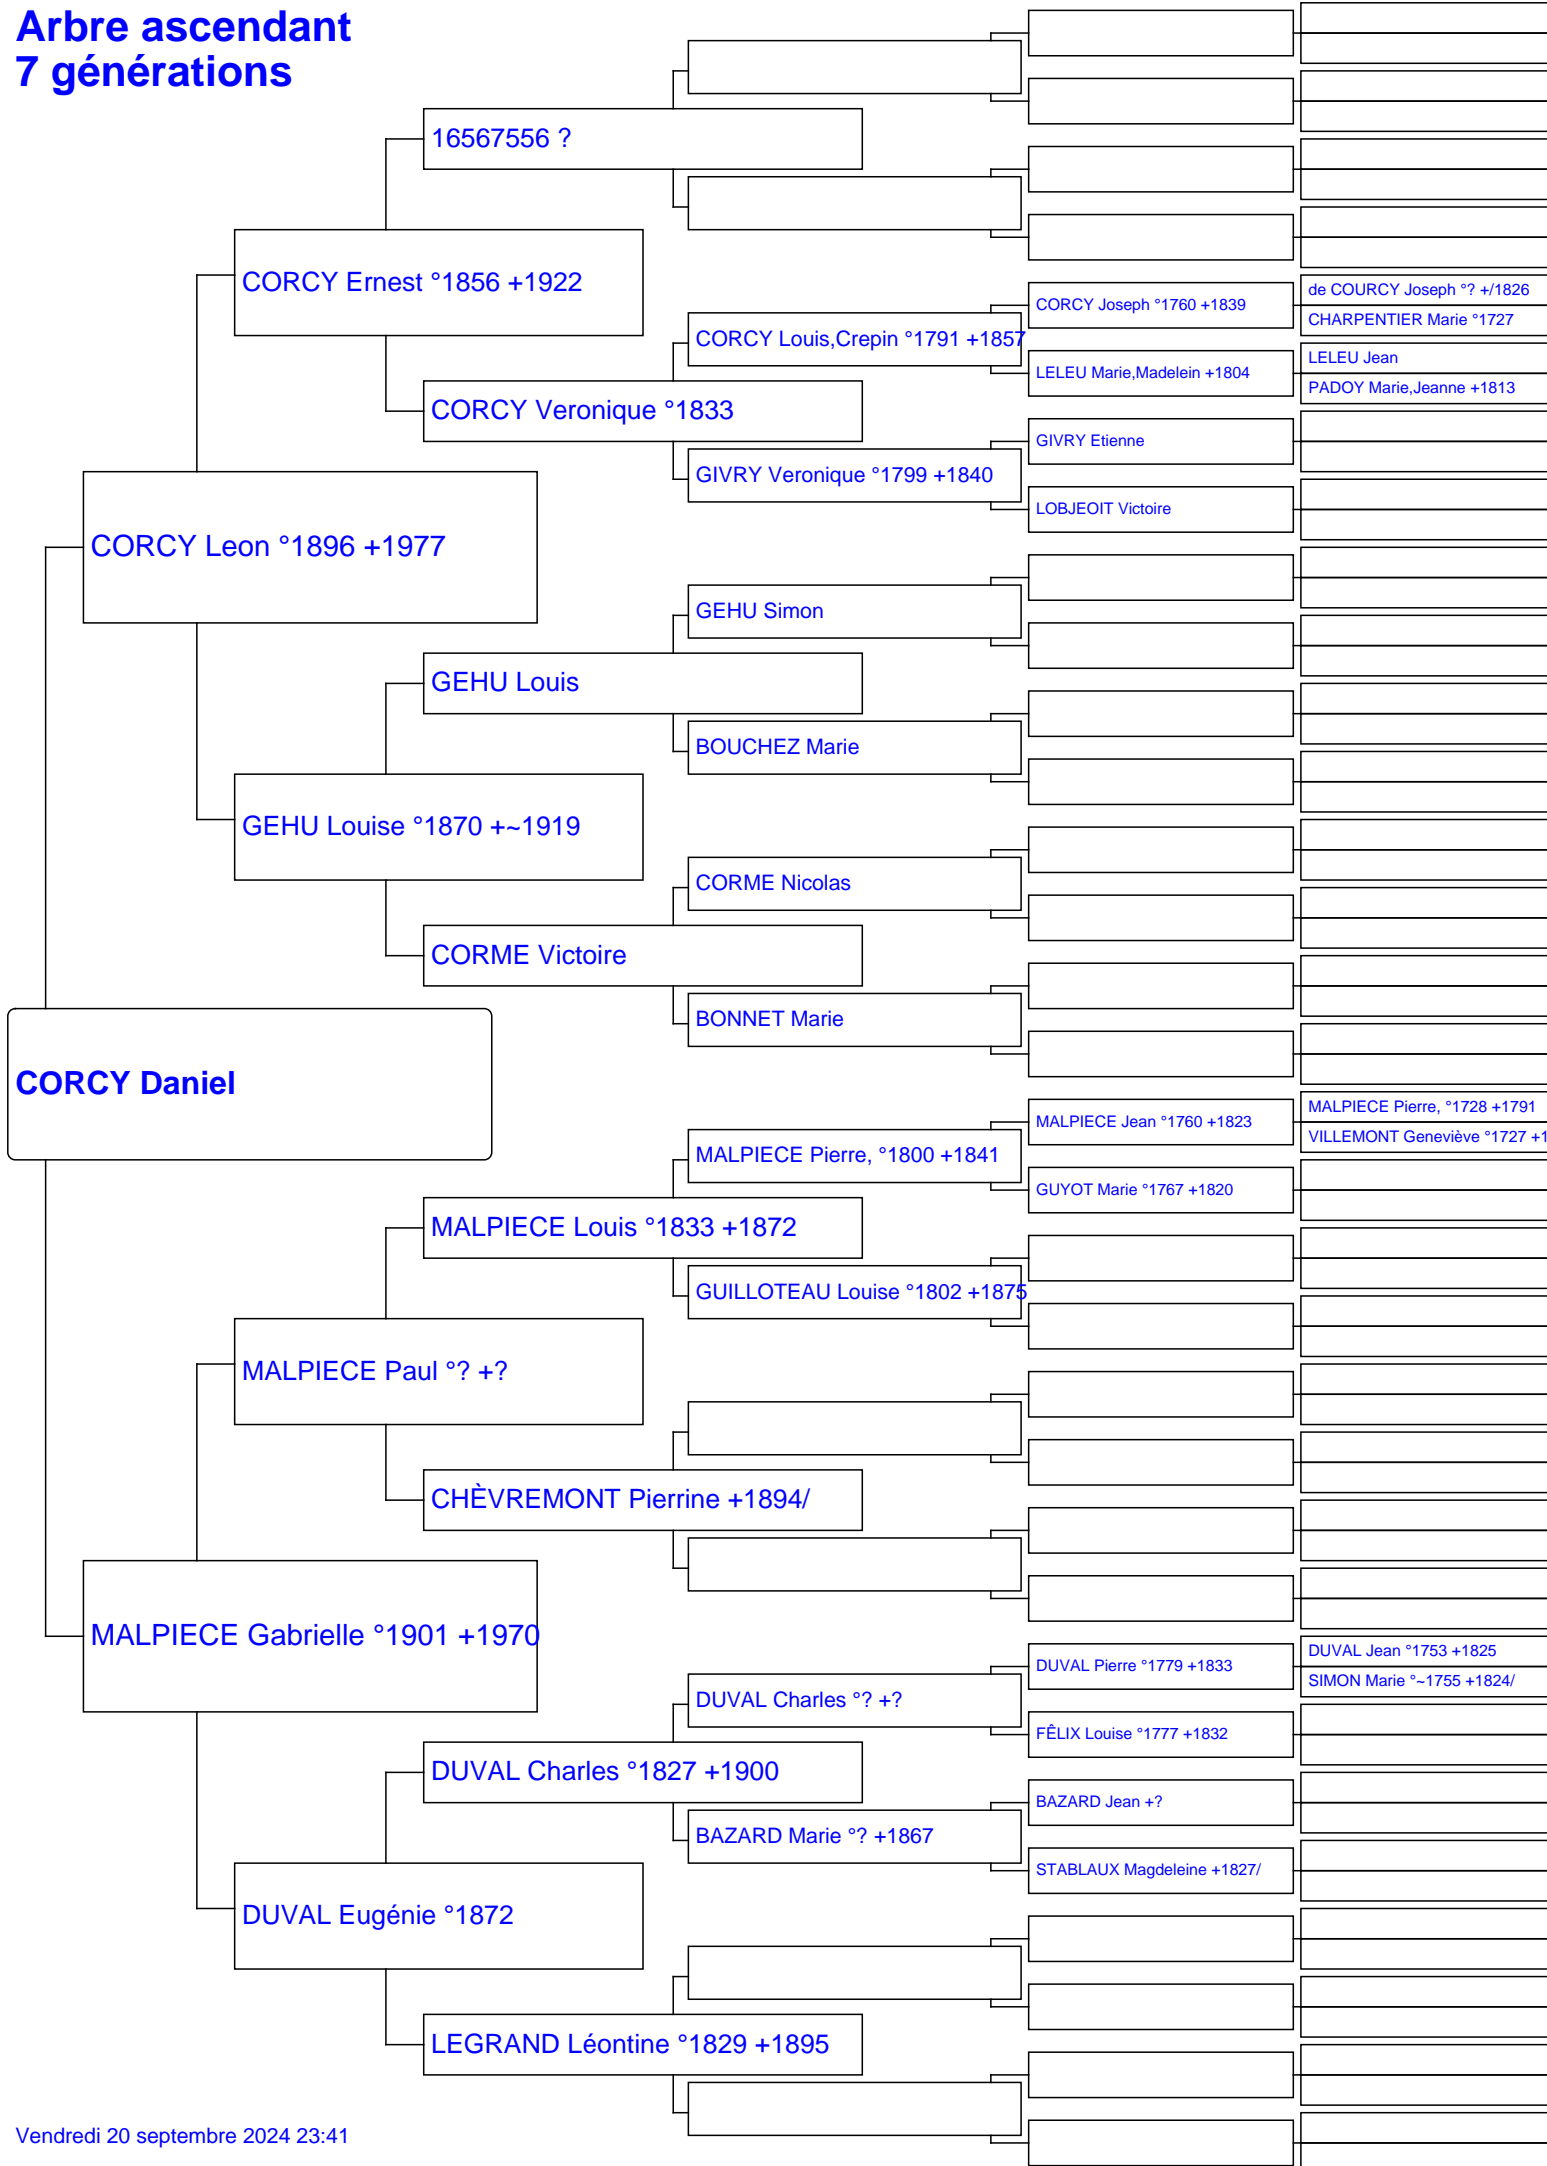 Arbre ascendant
7 générations
16567556 ?
CORCY Ernest °1856 +1922
de COURCY Joseph °? +/1826
CORCY Joseph °1760 +1839
CHARPENTIER Marie °1727
CORCY Louis,Crepin °1791 +1857
LELEU Jean
LELEU Marie,Madelein +1804
PADOY Marie,Jeanne +1813
CORCY Veronique °1833
GIVRY Etienne
GIVRY Veronique °1799 +1840
LOBJEOIT Victoire
CORCY Leon °1896 +1977
GEHU Simon
GEHU Louis
BOUCHEZ Marie
GEHU Louise °1870 +~1919
CORME Nicolas
CORME Victoire
BONNET Marie
CORCY Daniel
MALPIECE Pierre, °1728 +1791
MALPIECE Jean °1760 +1823
VILLEMONT Geneviève °1727 +1
MALPIECE Pierre, °1800 +1841
GUYOT Marie °1767 +1820
MALPIECE Louis °1833 +1872
GUILLOTEAU Louise °1802 +1875
MALPIECE Paul °? +?
CHÈVREMONT Pierrine +1894/
MALPIECE Gabrielle °1901 +1970
DUVAL Jean °1753 +1825
DUVAL Pierre °1779 +1833
SIMON Marie °~1755 +1824/
DUVAL Charles °? +?
FÊLIX Louise °1777 +1832
DUVAL Charles °1827 +1900
BAZARD Jean +?
BAZARD Marie °? +1867
STABLAUX Magdeleine +1827/
DUVAL Eugénie °1872
LEGRAND Léontine °1829 +1895
Vendredi 20 septembre 2024 23:41